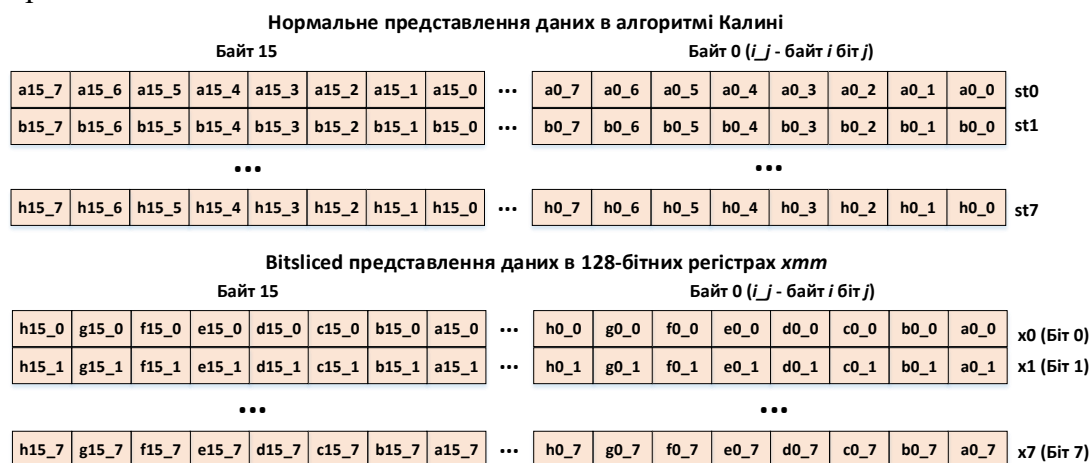 Нормальне представлення даних в алгоритмі Калині
Байт 15 Байт 0 (i_j - байт i біт j)
a15_7 a15_6 a15_5 a15_4 a15_3 a15_2 a15_1 a15_0 ... a0_7 a0_6 a0_5 a0_4 a0_3 a0_2 a0_1 a0_0 st0
b15_7 b15_6 b15_5 b15_4 b15_3 b15_2 b15_1 b15_0 b0_7 b0_6 b0_5 b0_4 b0_3 b0_2 b0_1 b0_0 st1
... ...
h15_7 h15_6 h15_5 h15_4 h15_3 h15_2 h15_1 h15_0 ... h0_7 h0_6 h0_5 h0_4 h0_3 h0_2 h0_1 h0_0 st7
Bitsliced представлення даних в 128-бітних регістрах xmm
Байт 15 Байт 0 (i_j - байт i біт j)
h15_0 g15_0 f15_0 e15_0 d15_0 c15_0 b15_0 a15_0 ... h0_0 g0_0 f0_0 e0_0 d0_0 c0_0 b0_0 a0_0 x0 (Біт 0)
h15_1 g15_1 f15_1 e15_1 d15_1 c15_1 b15_1 a15_1 h0_1 g0_1 f0_1 e0_1 d0_1 c0_1 b0_1 a0_1 x1 (Біт 1)
... ...
h15_7 g15_7 f15_7 e15_7 d15_7 c15_7 b15_7 a15_7 ... h0_7 g0_7 f0_7 e0_7 d0_7 c0_7 b0_7 a0_7 x7 (Біт 7)